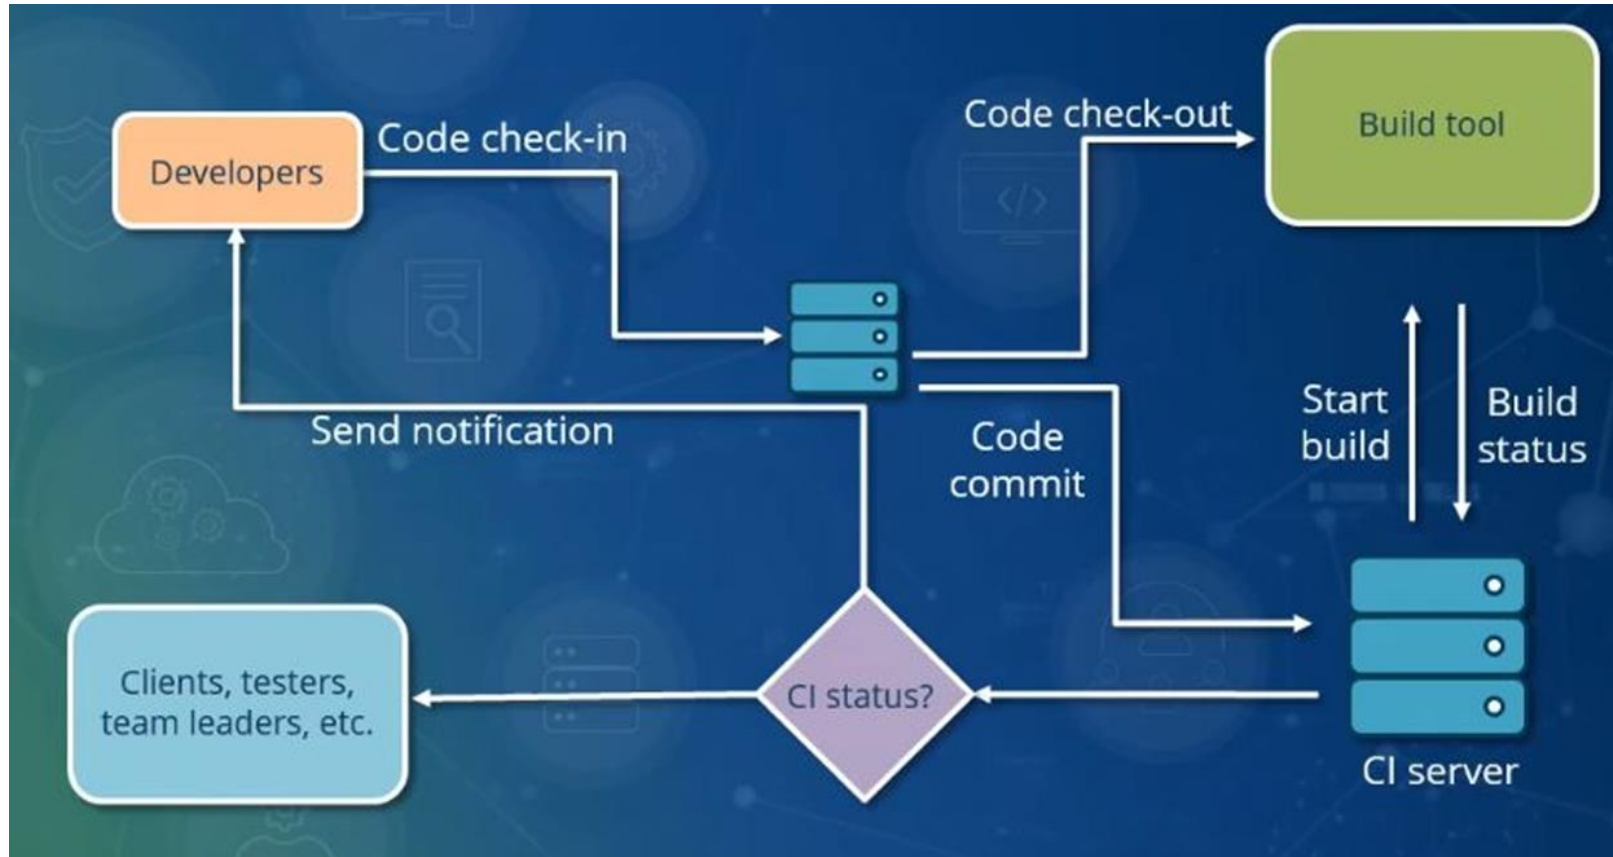 Code check-out
Build tool
Code check-in
Developers
Start
build
Build
status
Send notification
Code
commit
Clients, testers,
team leaders, etc.
CI status?
CI server